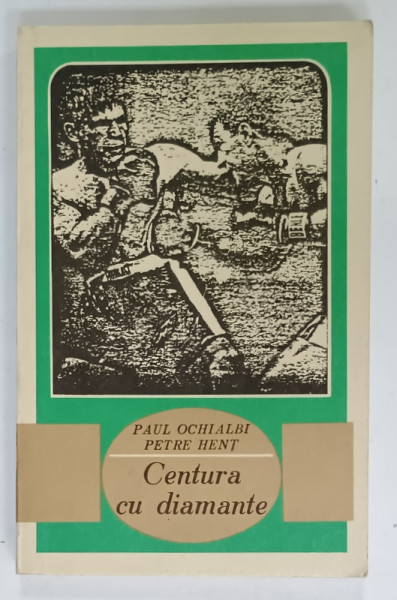 PAUL OCHIALBI
PETRE HENȚ
Centura
cu diamante